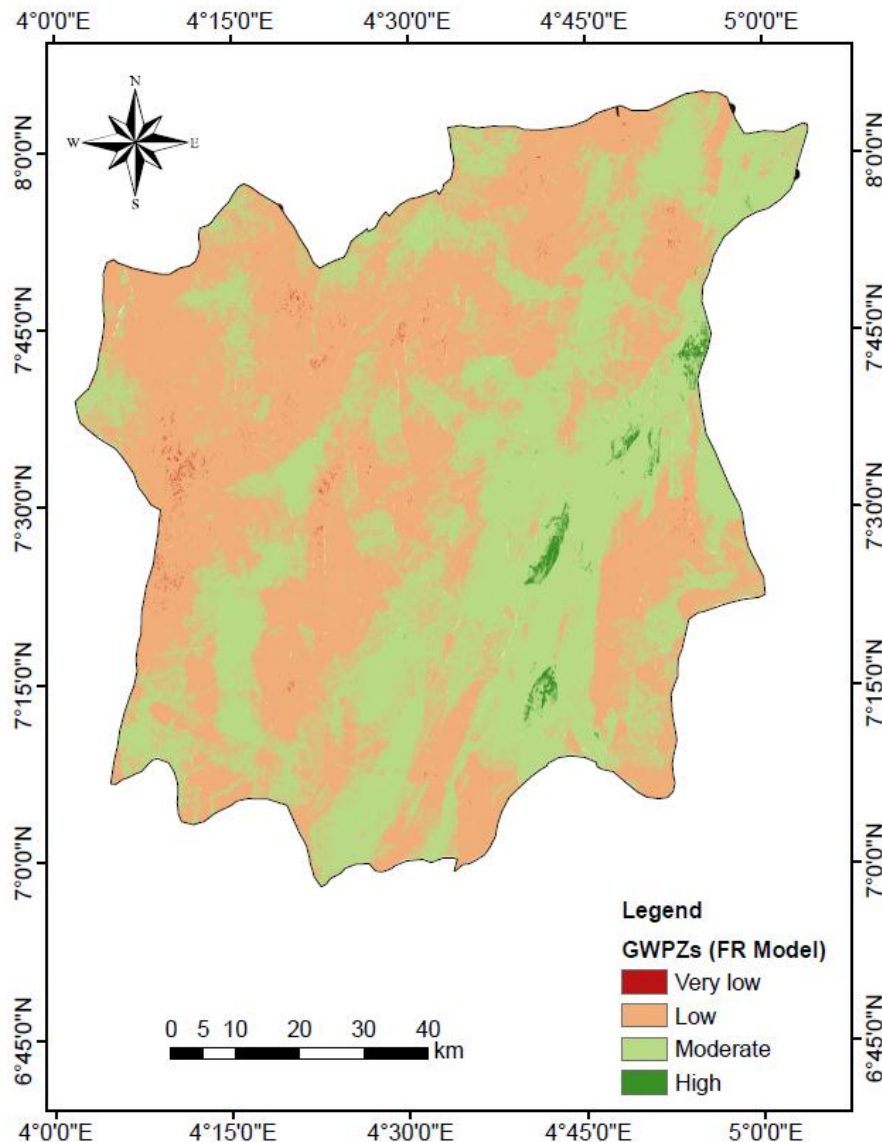 4°0'0"E 4°15'0"E 4°30'0"E 4°45'0"E 5°0'0"E
N
W E
S
8°0'0"N 8°0'0"N
7°45'0"N 7°45'0"N
7°30'0"N 7°30'0"N
7°15'0"N 7°15'0"N
7°0'0"N 7°0'0"N
6°45'0"N 6°45'0"N
Legend
GWPZs (FR Model)
Very low
Low
Moderate
High
0 5 10 20 30 40
km
4°0'0"E 4°15'0"E 4°30'0"E 4°45'0"E 5°0'0"E